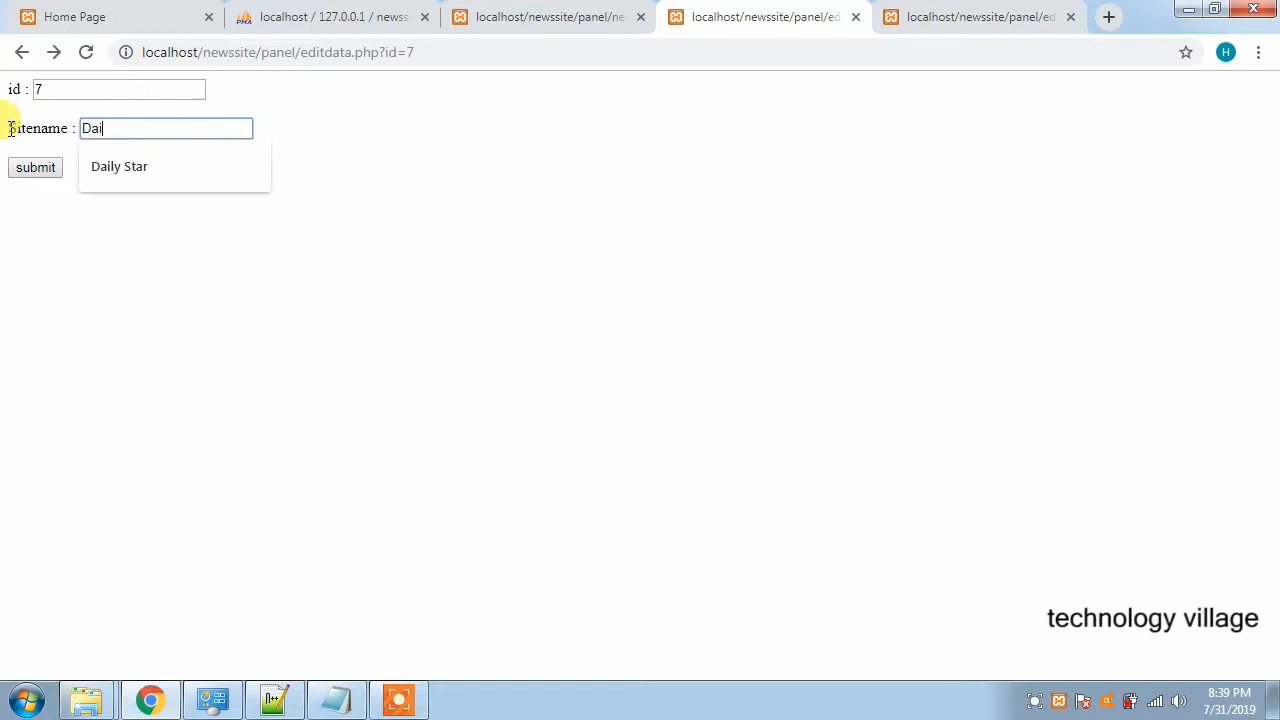 Home Page
localhost / 127.0.0.1 / newss
localhost/newssite/panel/ne
localhost/newssite/panel/ed
localhost/newssite/panel/ed
localhost/newssite/panel/editdata.php?id=7
H
id : 7
itename : Dai
submit
Daily Star
technology village
8:39 PM
7/31/2019